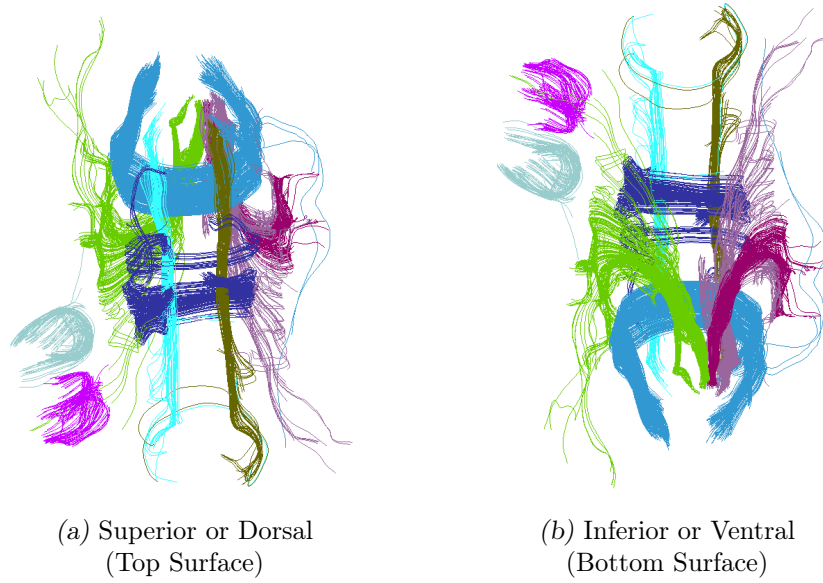 (a) Superior or Dorsal
(Top Surface)
(b) Inferior or Ventral
(Bottom Surface)